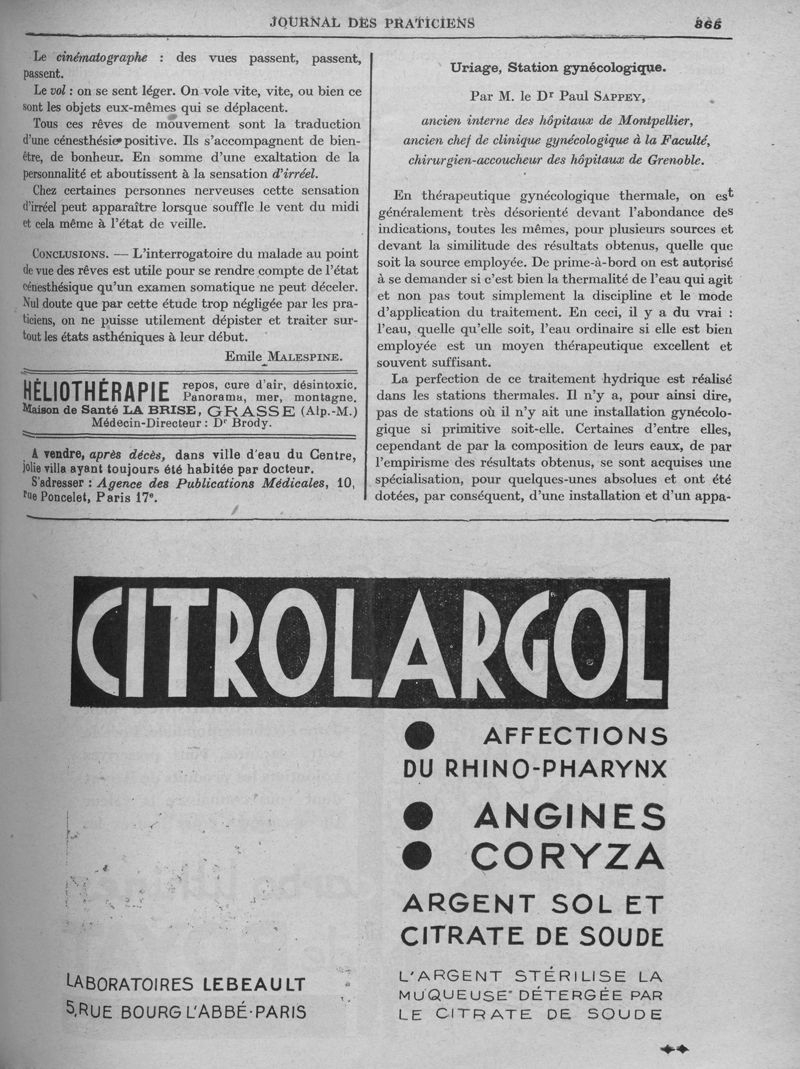 JOURNAL DES PRATICIENS 865
Le cinématographe : des vues passent, passent,
passent.
Le vol : on se sent léger. On vole vite, vite, ou bien ce
sont les objets eux-mêmes qui se déplacent.
Tous ces rêves de mouvement sont la traduction
d'une cénesthésie positive. Ils s'accompagnent de bien-
être, de bonheur. En somme d'une exaltation de la
personnalité et aboutissent à la sensation d'irréel.
Chez certaines personnes nerveuses cette sensation
d'irréel peut apparaître lorsque souffle le vent du midi
et cela même à l'état de veille.
CONCLUSIONS. — L'interrogatoire du malade au point
de vue des rêves est utile pour se rendre compte de l'état
cénesthésique qu'un examen somatique ne peut déceler.
Nul doute que par cette étude trop négligée par les pra-
ticiens, on ne puisse utilement dépister et traiter sur-
tout les états asthéniques à leur début.
Emile MALESPINE.
HÉLIOTHÉRAPIE repos, cure d'air, désintoxic.
Panorama, mer, montagne.
Maison de Santé LA BRISE, GRASSE (Alp.-M.)
Médecin-Directeur : Dr Brody.
A vendre, après décès, dans ville d'eau du Centre,
jolie villa ayant toujours été habitée par docteur.
S'adresser : Agence des Publications Médicales, 10,
rue Poncelet, Paris 17e.
Uriage, Station gynécologique.
Par M. le Dr Paul SAPPEY,
ancien interne des hôpitaux de Montpellier,
ancien chef de clinique gynécologique à la Faculté,
chirurgien-accoucheur des hôpitaux de Grenoble.
En thérapeutique gynécologique thermale, on est
généralement très désorienté devant l'abondance des
indications, toutes les mêmes, pour plusieurs sources et
devant la similitude des résultats obtenus, quelle que
soit la source employée. De prime-à-bord on est autorisé
à se demander si c'est bien la thermalité de l'eau qui agit
et non pas tout simplement la discipline et le mode
d'application du traitement. En ceci, il y a du vrai :
l'eau, quelle qu'elle soit, l'eau ordinaire si elle est bien
employée est un moyen thérapeutique excellent et
souvent suffisant.
La perfection de ce traitement hydrique est réalisé
dans les stations thermales. Il n'y a, pour ainsi dire,
pas de stations où il n'y ait une installation gynécolo-
gique si primitive soit-elle. Certaines d'entre elles,
cependant de par la composition de leurs eaux, de par
l'empirisme des résultats obtenus, se sont acquises une
spécialisation, pour quelques-unes absolues et ont été
dotées, par conséquent, d'une installation et d'un appa-
CITROLARGOL
● AFFECTIONS
DU RHINO-PHARYNX
● ANGINES
● CORYZA
ARGENT SOL ET
CITRATE DE SOUDE
L'ARGENT STÉRILISE LA
MUQUEUSE DÉTERGÉE PAR
LE CITRATE DE SOUDE
LABORATOIRES LEBEAULT
5, RUE BOURG L'ABBÉ-PARIS